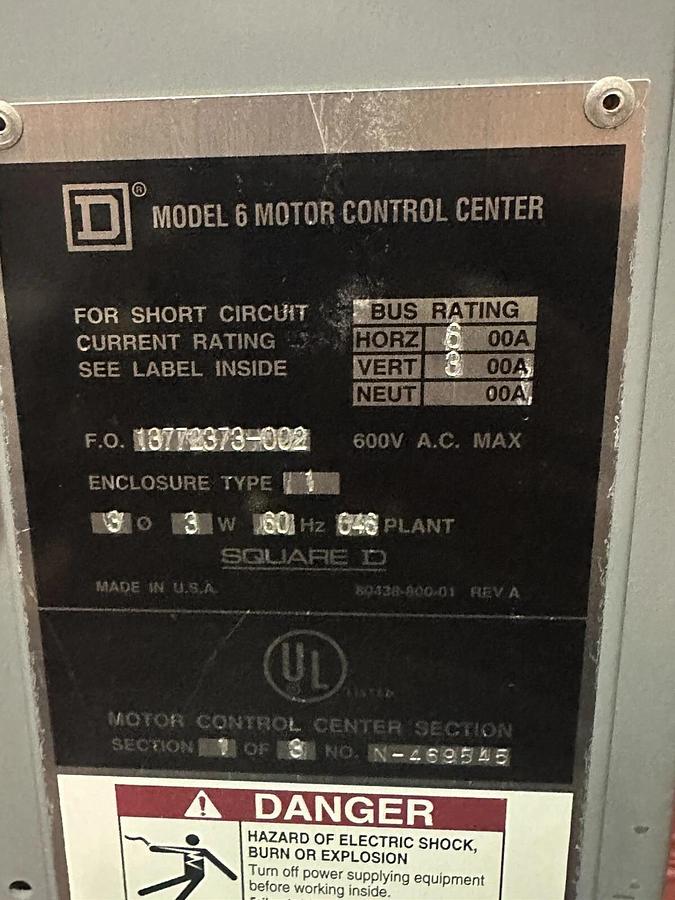 D ®
MODEL 6 MOTOR CONTROL CENTER
FOR SHORT CIRCUIT
CURRENT RATING
SEE LABEL INSIDE
BUS RATING
HORZ 6 00A
VERT 3 00A
NEUT 00A
F.O. 13772373-002
600V A.C. MAX
ENCLOSURE TYPE 1
3 Ø 3 W 60 Hz PLANT
SQUARE D
MADE IN U.S.A.
80438-800-01 REV A
UL
®
LISTED
MOTOR CONTROL CENTER SECTION
SECTION 1 OF 3 NO. N-469545
DANGER
HAZARD OF ELECTRIC SHOCK,
BURN OR EXPLOSION
Turn off power supplying equipment
before working inside.